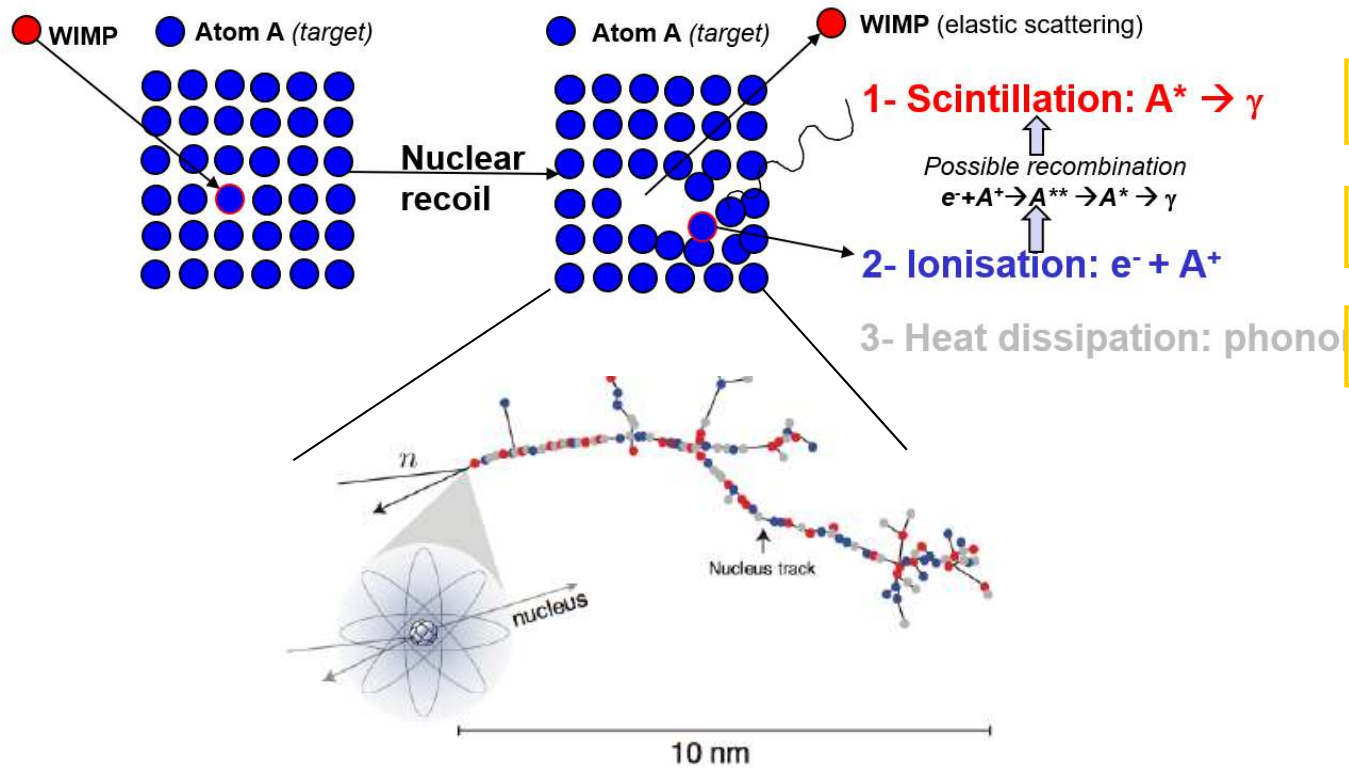 WIMP
Atom A (target)
Atom A (target)
WIMP (elastic scattering)
Nuclear
recoil
1- Scintillation: A* → γ
Possible recombination
e⁻+A⁺→A** →A* → γ
2- Ionisation: e⁻ + A⁺
3- Heat dissipation:
n
Nucleus track
nucleus
10 nm